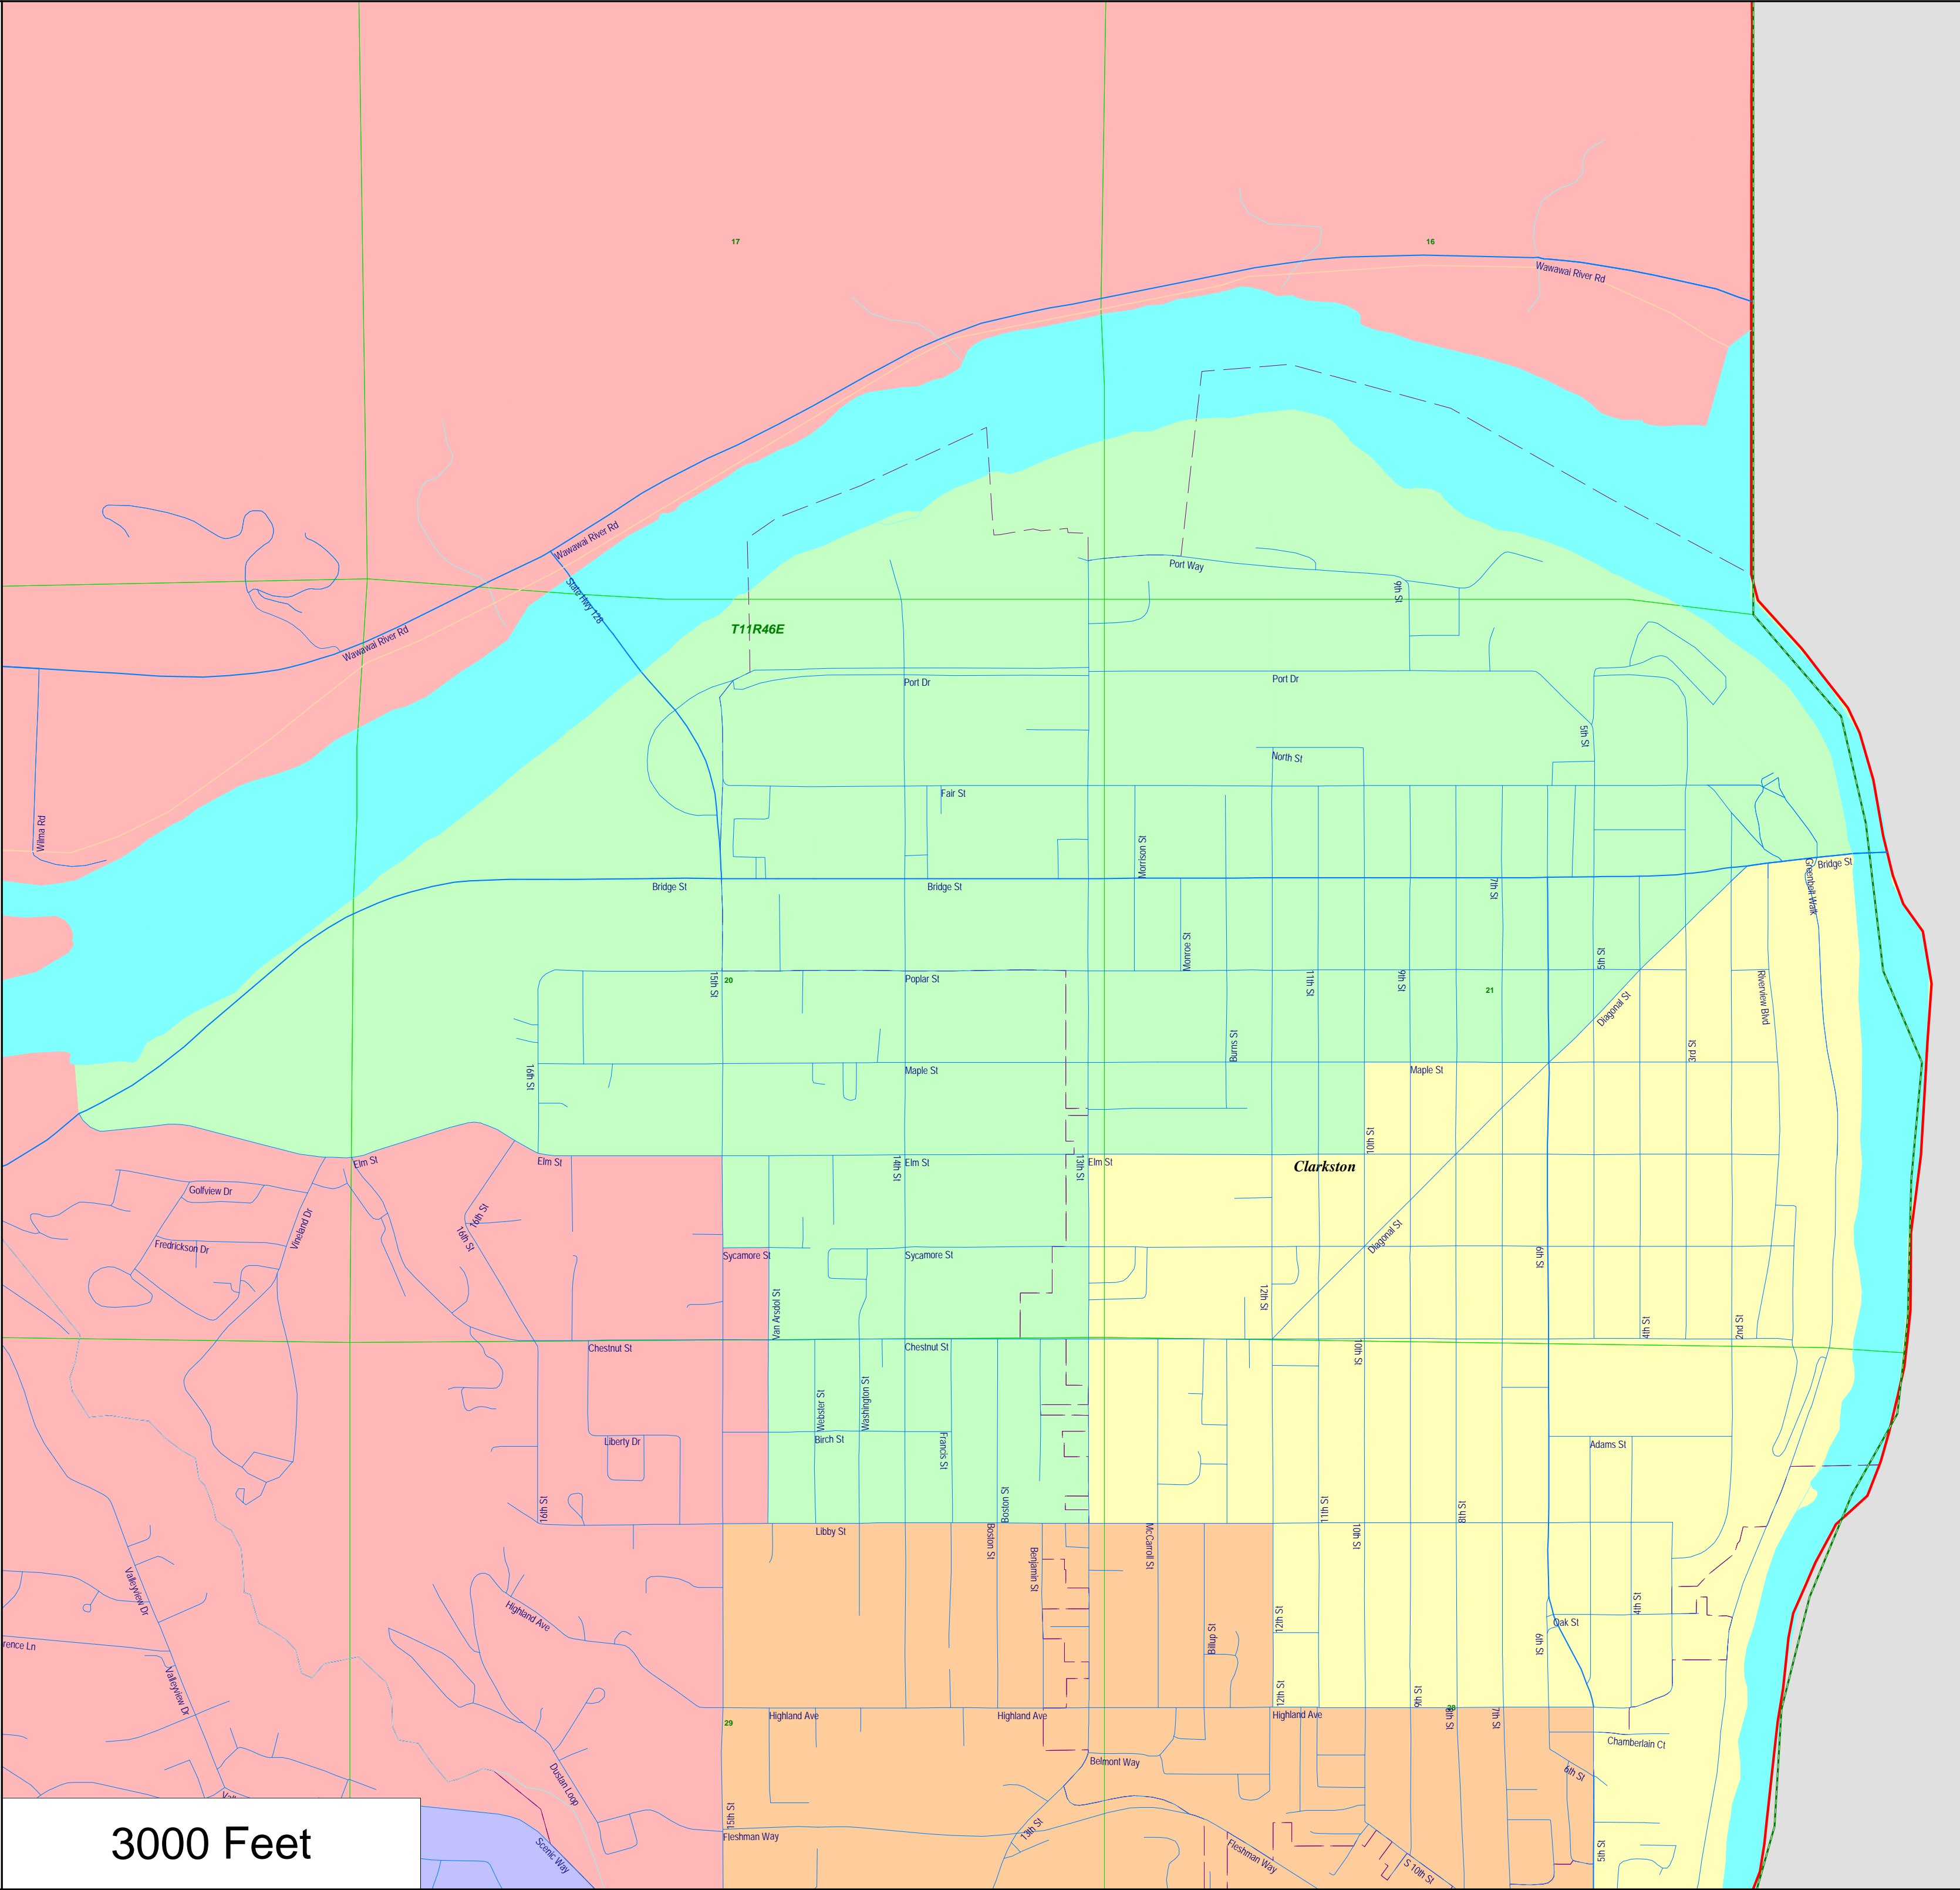 17
16
Wawawai River Rd
Wawawai River Rd
State Hwy 128
Port Way
9th St
T11R46E
Wawawai River Rd
Port Dr
Port Dr
5th St
North St
Fair St
Wilma Rd
Morrison St
Bridge St
Bridge St
Bridge St
7th St
Greenbelt Walk
Monroe St
5th St
15th St
20
Poplar St
11th St
9th St
21
Riverview Blvd
Diagonal St
Burns St
3rd St
16th St
Maple St
Maple St
10th St
Elm St
Elm St
14th St
Elm St
13th St
Elm St
Clarkston
Golfview Dr
16th St
16th St
Vineland Dr
Fredrickson Dr
Sycamore St
Sycamore St
Diagonal St
6th St
Van Arsdol St
12th St
4th St
2nd St
Chestnut St
Chestnut St
10th St
Webster St
Washington St
Liberty Dr
Birch St
Francis St
Adams St
16th St
Boston St
11th St
8th St
Libby St
Boston St
Benjamin St
McCarroll St
10th St
Valleyview Dr
Highland Ave
12th St
Billup St
4th St
Oak St
6th St
rence Ln
Valleyview Dr
12th St
9th St
28
8th St
7th St
29
Highland Ave
Highland Ave
Highland Ave
Chamberlain Ct
Belmont Way
6th St
Dustan Loop
Vall
15th St
Fleshman Way
13th St
Fleshman Way
S 10th St
5th St
Scenic Way
3000 Feet